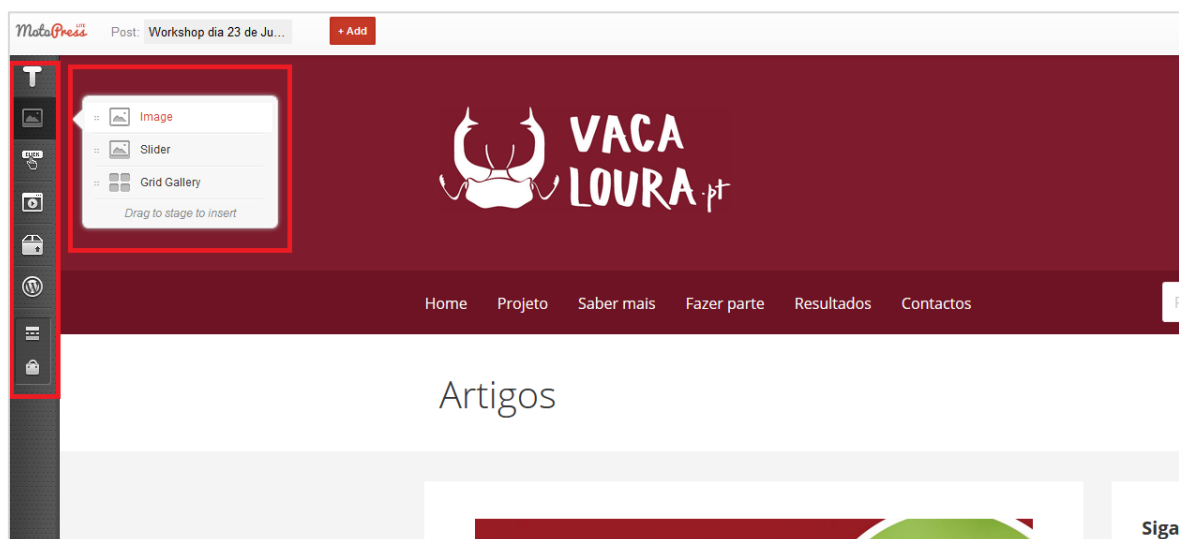 MotoPress LITE Post: Workshop dia 23 de Ju... + Add
T
Image
CLICK
Slider
Grid Gallery
Drag to stage to insert
VACA
LOURA.pt
Home Projeto Saber mais Fazer parte Resultados Contactos
Artigos
Siga